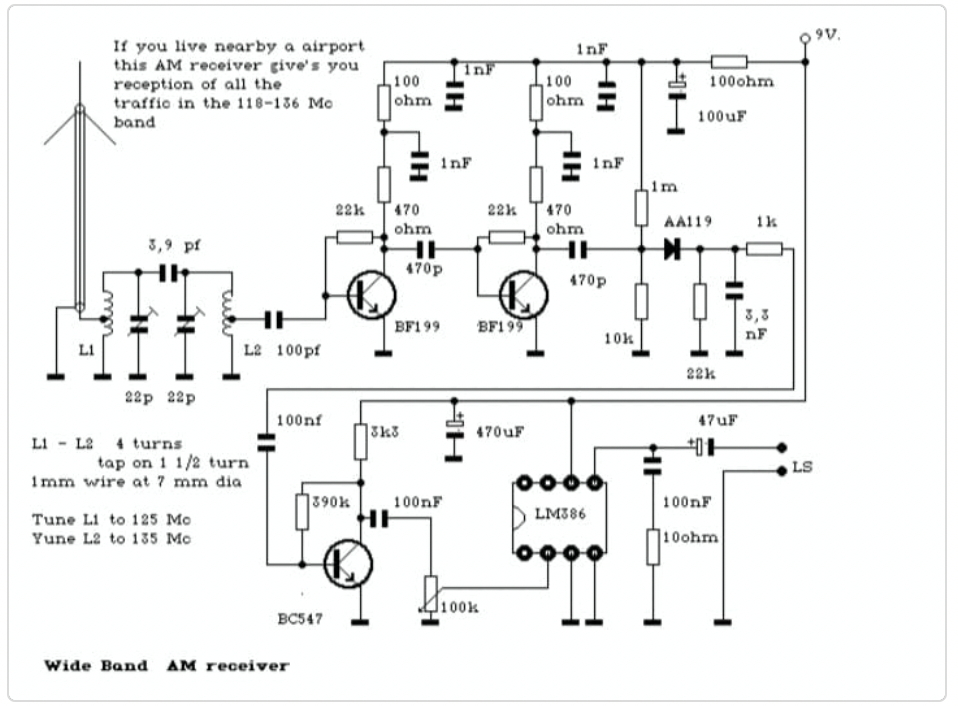 If you live nearby a airport
this AM receiver give's you
reception of all the
traffic in the 118-136 Mc
band
9V.
1nF
1nF
100
ohm
100
ohm
100ohm
100uF
1nF
1nF
1m
22k
470
ohm
22k
470
ohm
AA119
1k
3,9 pf
470p
470p
BF199
BF199
3,3
nF
L1
L2
100pf
10k
22k
22p
22p
100nf
3k3
470uF
47uF
L1 - L2 4 turns
tap on 1 1/2 turn
1mm wire at 7 mm dia
LS
390k
100nF
LM386
100nF
Tune L1 to 125 Mc
Yune L2 to 135 Mc
10ohm
100k
BC547
Wide Band AM receiver